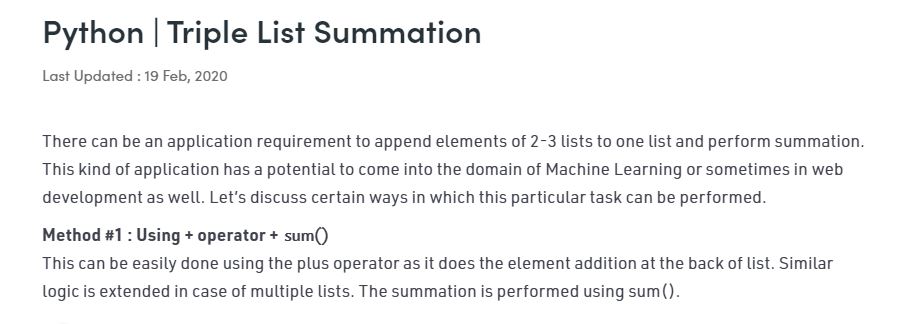 Python | Triple List Summation
Last Updated : 19 Feb, 2020
There can be an application requirement to append elements of 2-3 lists to one list and perform summation.
This kind of application has a potential to come into the domain of Machine Learning or sometimes in web
development as well. Let’s discuss certain ways in which this particular task can be performed.
Method #1 : Using + operator + sum()
This can be easily done using the plus operator as it does the element addition at the back of list. Similar
logic is extended in case of multiple lists. The summation is performed using sum().